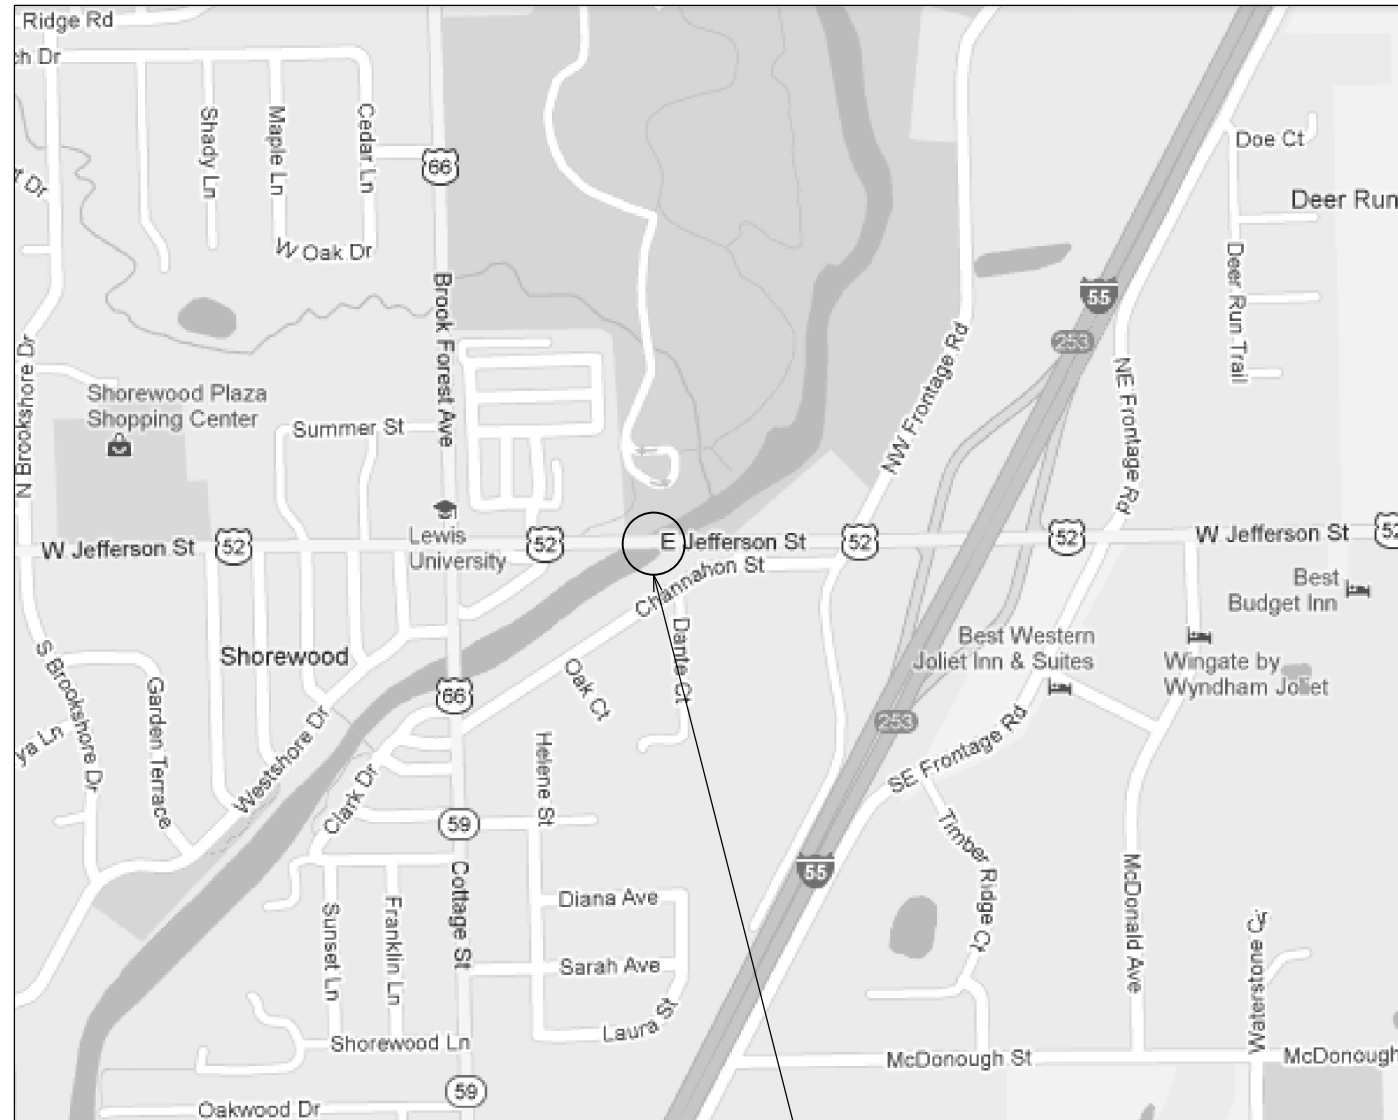 Ridge Rd
ch Dr
Shady Ln
Maple Ln
Cedar Ln
66
Doe Ct
Deer Run
W Oak Dr
Brook Forest Ave
55
253
Deer Run Trail
N Brookshore Dr
NW Frontage Rd
NE Frontage Rd
Shorewood Plaza
Shopping Center
Summer St
W Jefferson St
52
Lewis
University
52
E Jefferson St
52
52
W Jefferson St
52
Channahon St
Best
Budget Inn
Shorewood
Dante Ct
Best Western
Joliet Inn & Suites
Wingate by
Wyndham Joliet
S Brookshore Dr
Garden Terrace
66
Oak Ct
253
ya Ln
Westshore Dr
Clark Dr
Helene St
SE Frontage Rd
59
Timber Ridge Ct
55
McDonald Ave
Cottage St
Diana Ave
Sunset Ln
Franklin Ln
Sarah Ave
Waterstone Ct
Laura St
Shorewood Ln
McDonough St
McDonough
59
Oakwood Dr